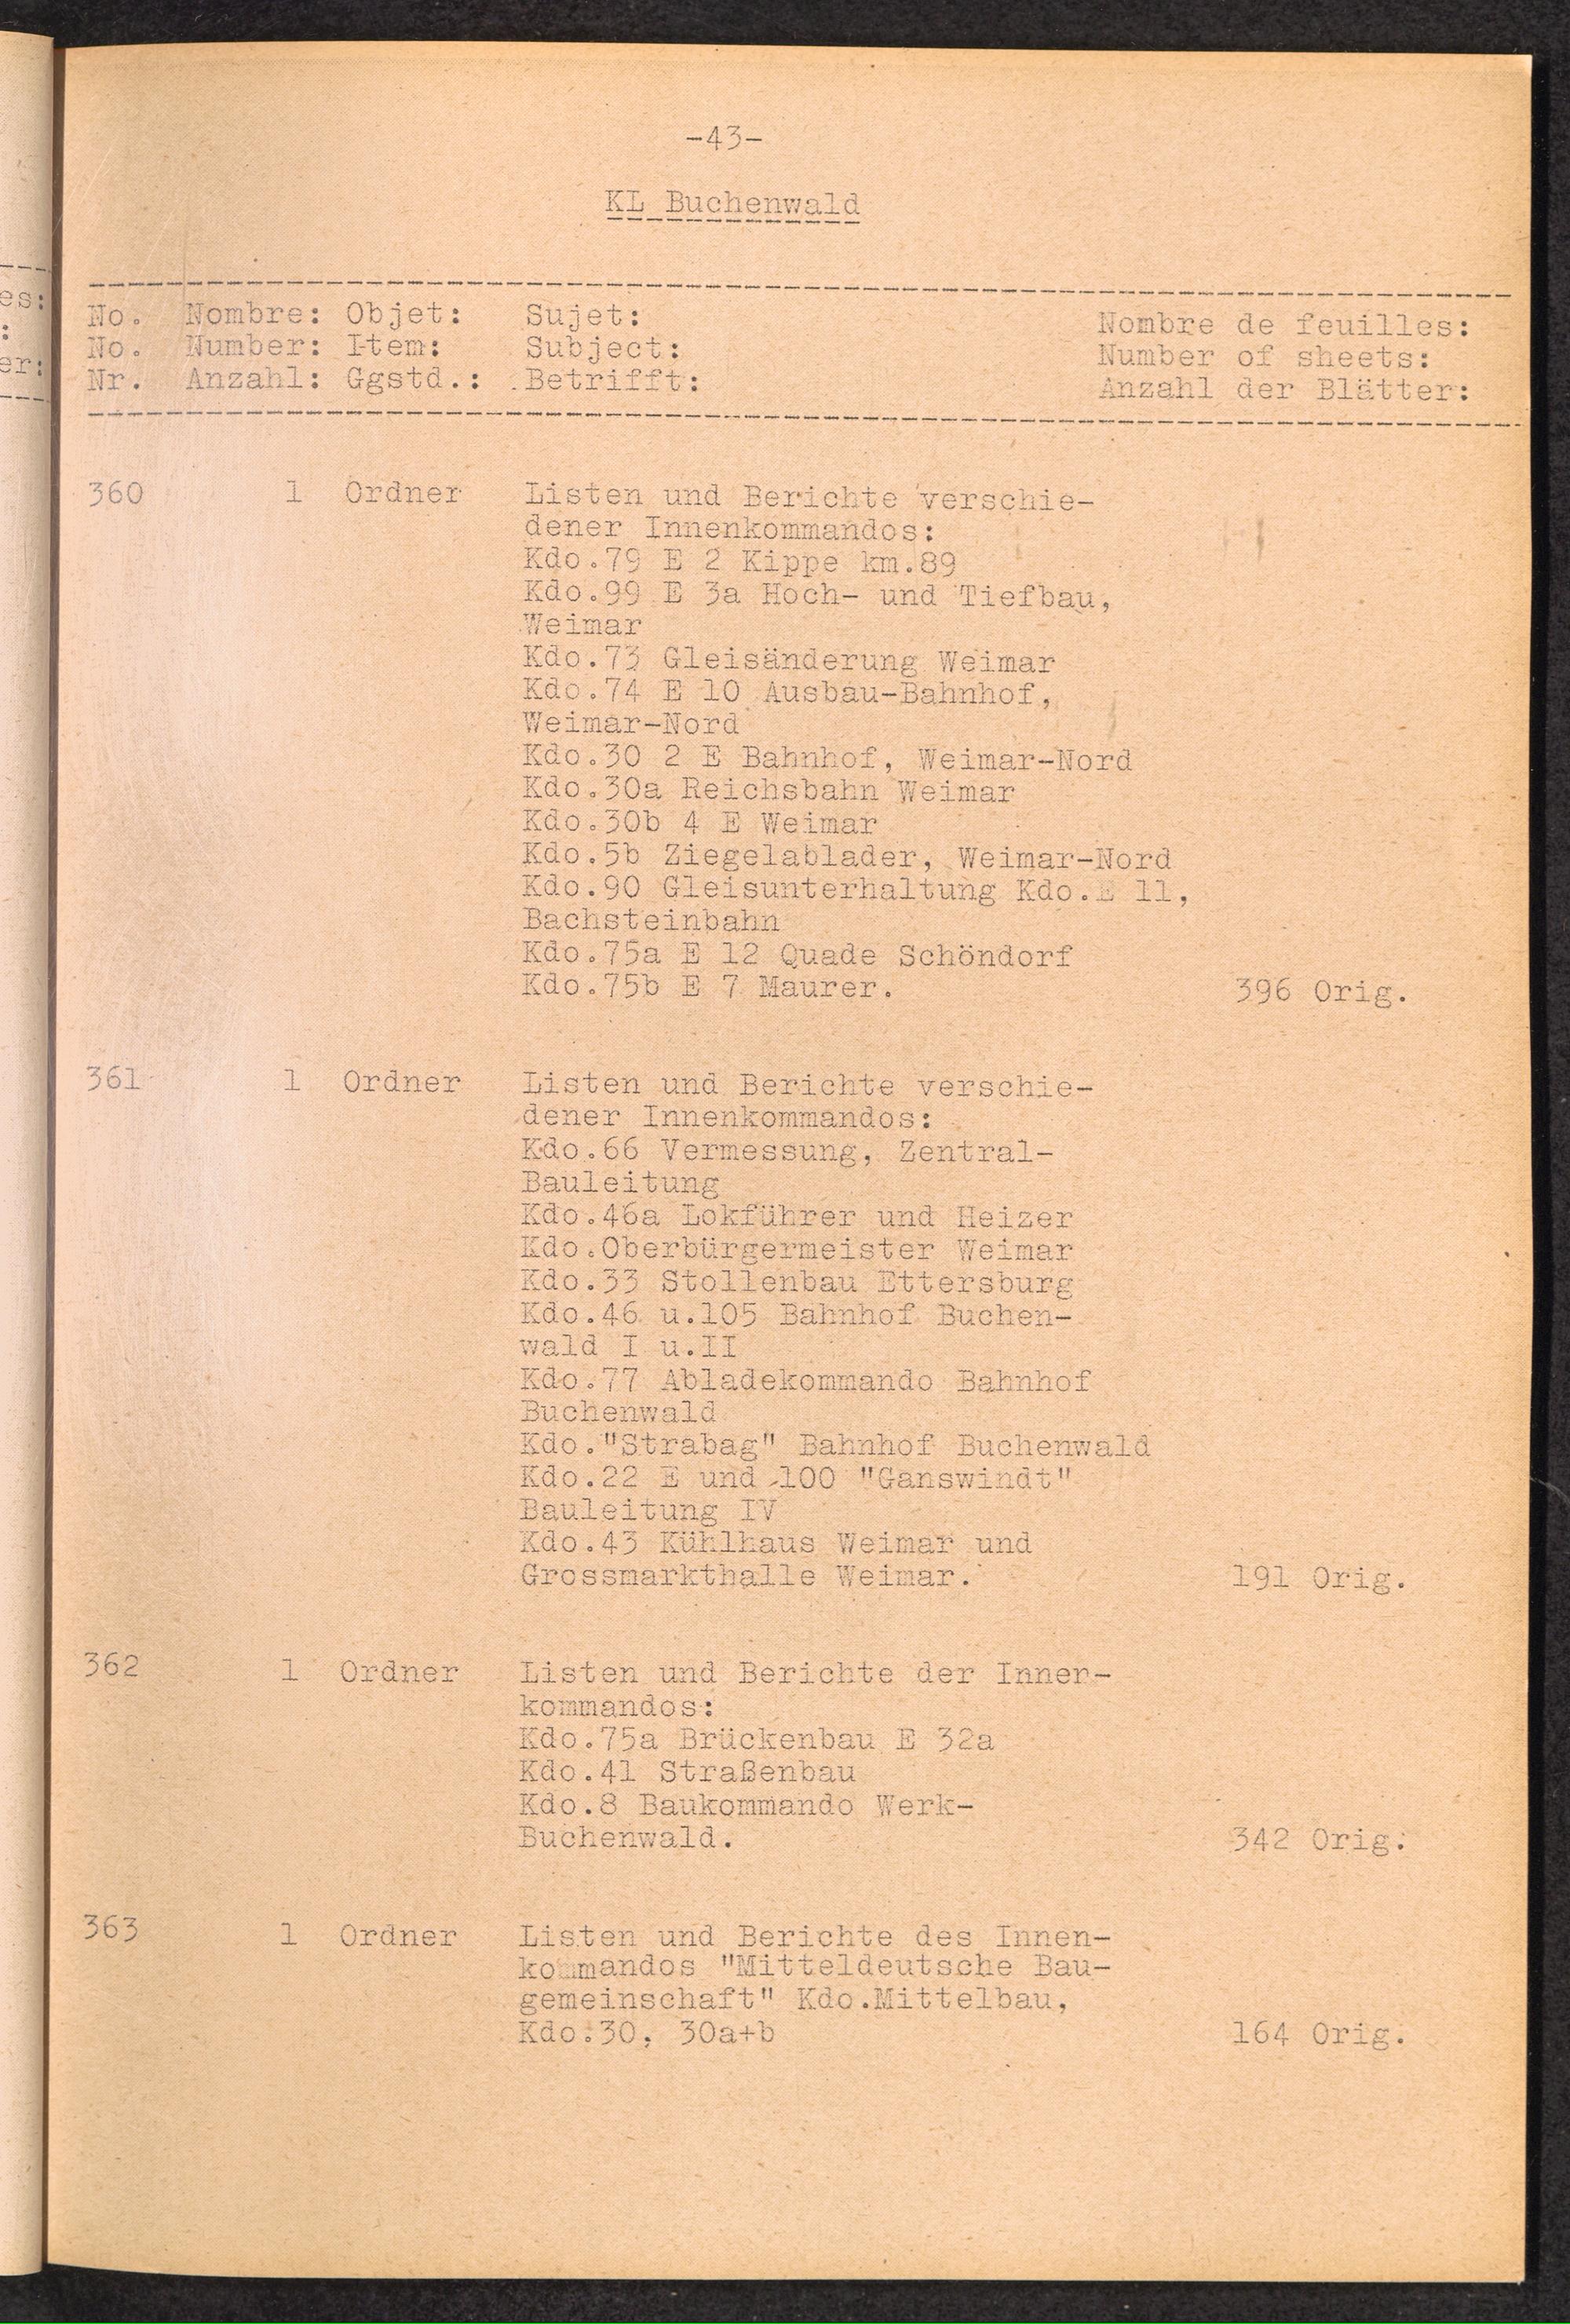 -43-
KL Buchenwald
No. Nombre: Objet: Sujet: Nombre de feuilles:
No. Number: Item: Subject: Number of sheets:
Nr. Anzahl: Ggstd.: Betrifft: Anzahl der Blätter:
360 1 Ordner Listen und Berichte verschie-
dener Innenkommandos:
Kdo.79 E 2 Kippe km.89
Kdo.99 E 3a Hoch- und Tiefbau,
Weimar
Kdo.73 Gleisänderung Weimar
Kdo.74 E 10 Ausbau-Bahnhof,
Weimar-Nord
Kdo.30 2 E Bahnhof, Weimar-Nord
Kdo.30a Reichsbahn Weimar
Kdo.30b 4 E Weimar
Kdo.5b Ziegelablader, Weimar-Nord
Kdo.90 Gleisunterhaltung Kdo.E 11,
Bachsteinbahn
Kdo.75a E 12 Quade Schöndorf
Kdo.75b E 7 Maurer. 396 Orig.
361 1 Ordner Listen und Berichte verschie-
dener Innenkommandos:
Kdo.66 Vermessung, Zentral-
Bauleitung
Kdo.46a Lokführer und Heizer
Kdo.Oberbürgermeister Weimar
Kdo.33 Stollenbau Ettersburg
Kdo.46 u.105 Bahnhof Buchen-
wald I u.II
Kdo.77 Abladekommando Bahnhof
Buchenwald
Kdo."Strabag" Bahnhof Buchenwald
Kdo.22 E und 100 "Ganswindt"
Bauleitung IV
Kdo.43 Kühlhaus Weimar und
Grossmarkthalle Weimar. 191 Orig.
362 1 Ordner Listen und Berichte der Inner-
kommandos:
Kdo.75a Brückenbau E 32a
Kdo.41 Straßenbau
Kdo.8 Baukommando Werk-
Buchenwald. 342 Orig.
363 1 Ordner Listen und Berichte des Innen-
kommandos "Mitteldeutsche Bau-
gemeinschaft" Kdo.Mittelbau,
Kdo.30, 30a+b 164 Orig.